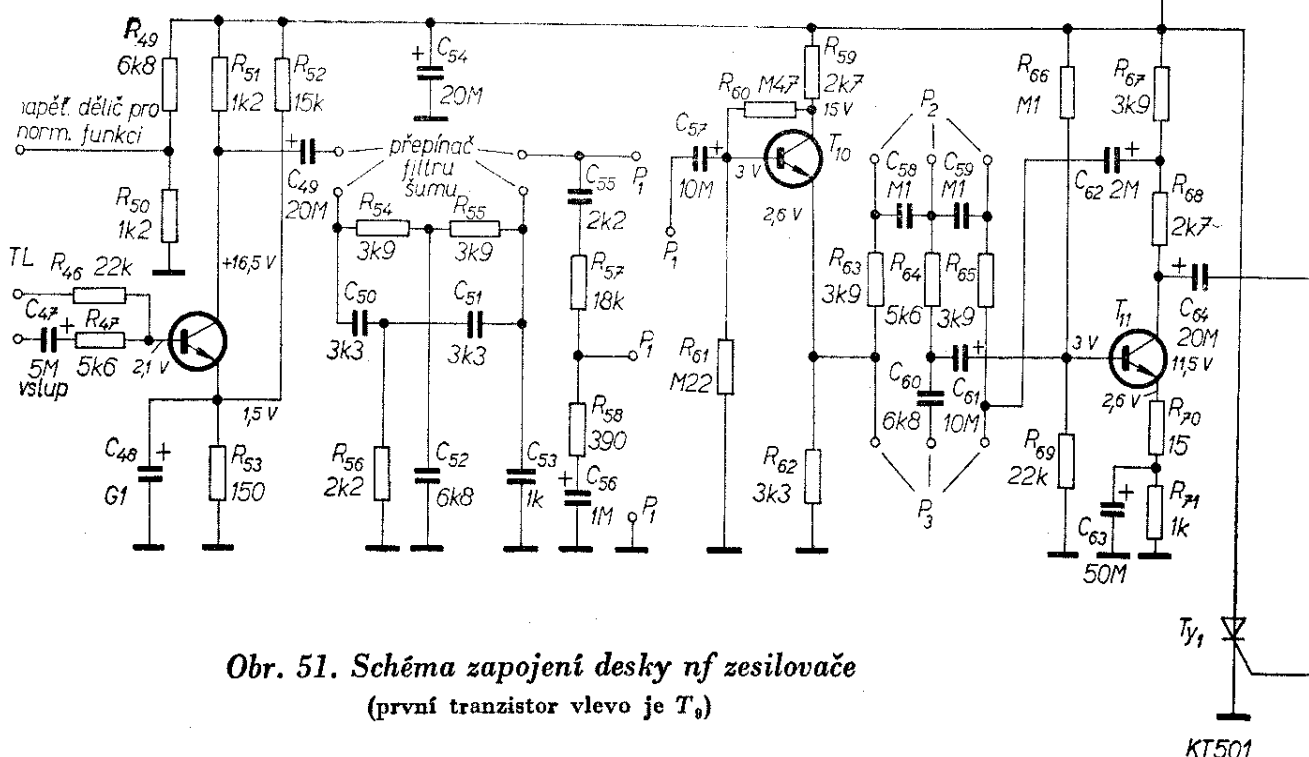 R49
6k8
R51
1k2
R52
15k
+
C54
20M
R59
2k7
R60 M47
15 V
R66
M1
R67
3k9
napěť. dělič pro
norm. funkci
+
C49
20M
přepínač
filtru
šumu
P1
C55
2k2
C57
+
10M
3 V
T10
2,6 V
P1
P2
C58
M1
C59
M1
C62
+
2M
R68
2k7
R50
1k2
R54
3k9
R55
3k9
R57
18k
R63
3k9
R64
5k6
R65
3k9
TL
R46 22k
+16,5 V
C47
+
5M
R47
5k6
2,1 V
vstup
1,5 V
C50
3k3
C51
3k3
P1
R61
M22
3 V
T11
+
C64
20M
11,5 V
2,6 V
C60
6k8
C61
+
10M
R58
390
R70
15
C48
+
G1
R53
150
R56
2k2
C52
6k8
C53
1k
+
C56
1M
P1
R62
3k3
P3
R69
22k
+
C63
50M
R71
1k
Ty1
KT501
Obr. 51. Schéma zapojení desky nf zesilovače
(první tranzistor vlevo je T9)